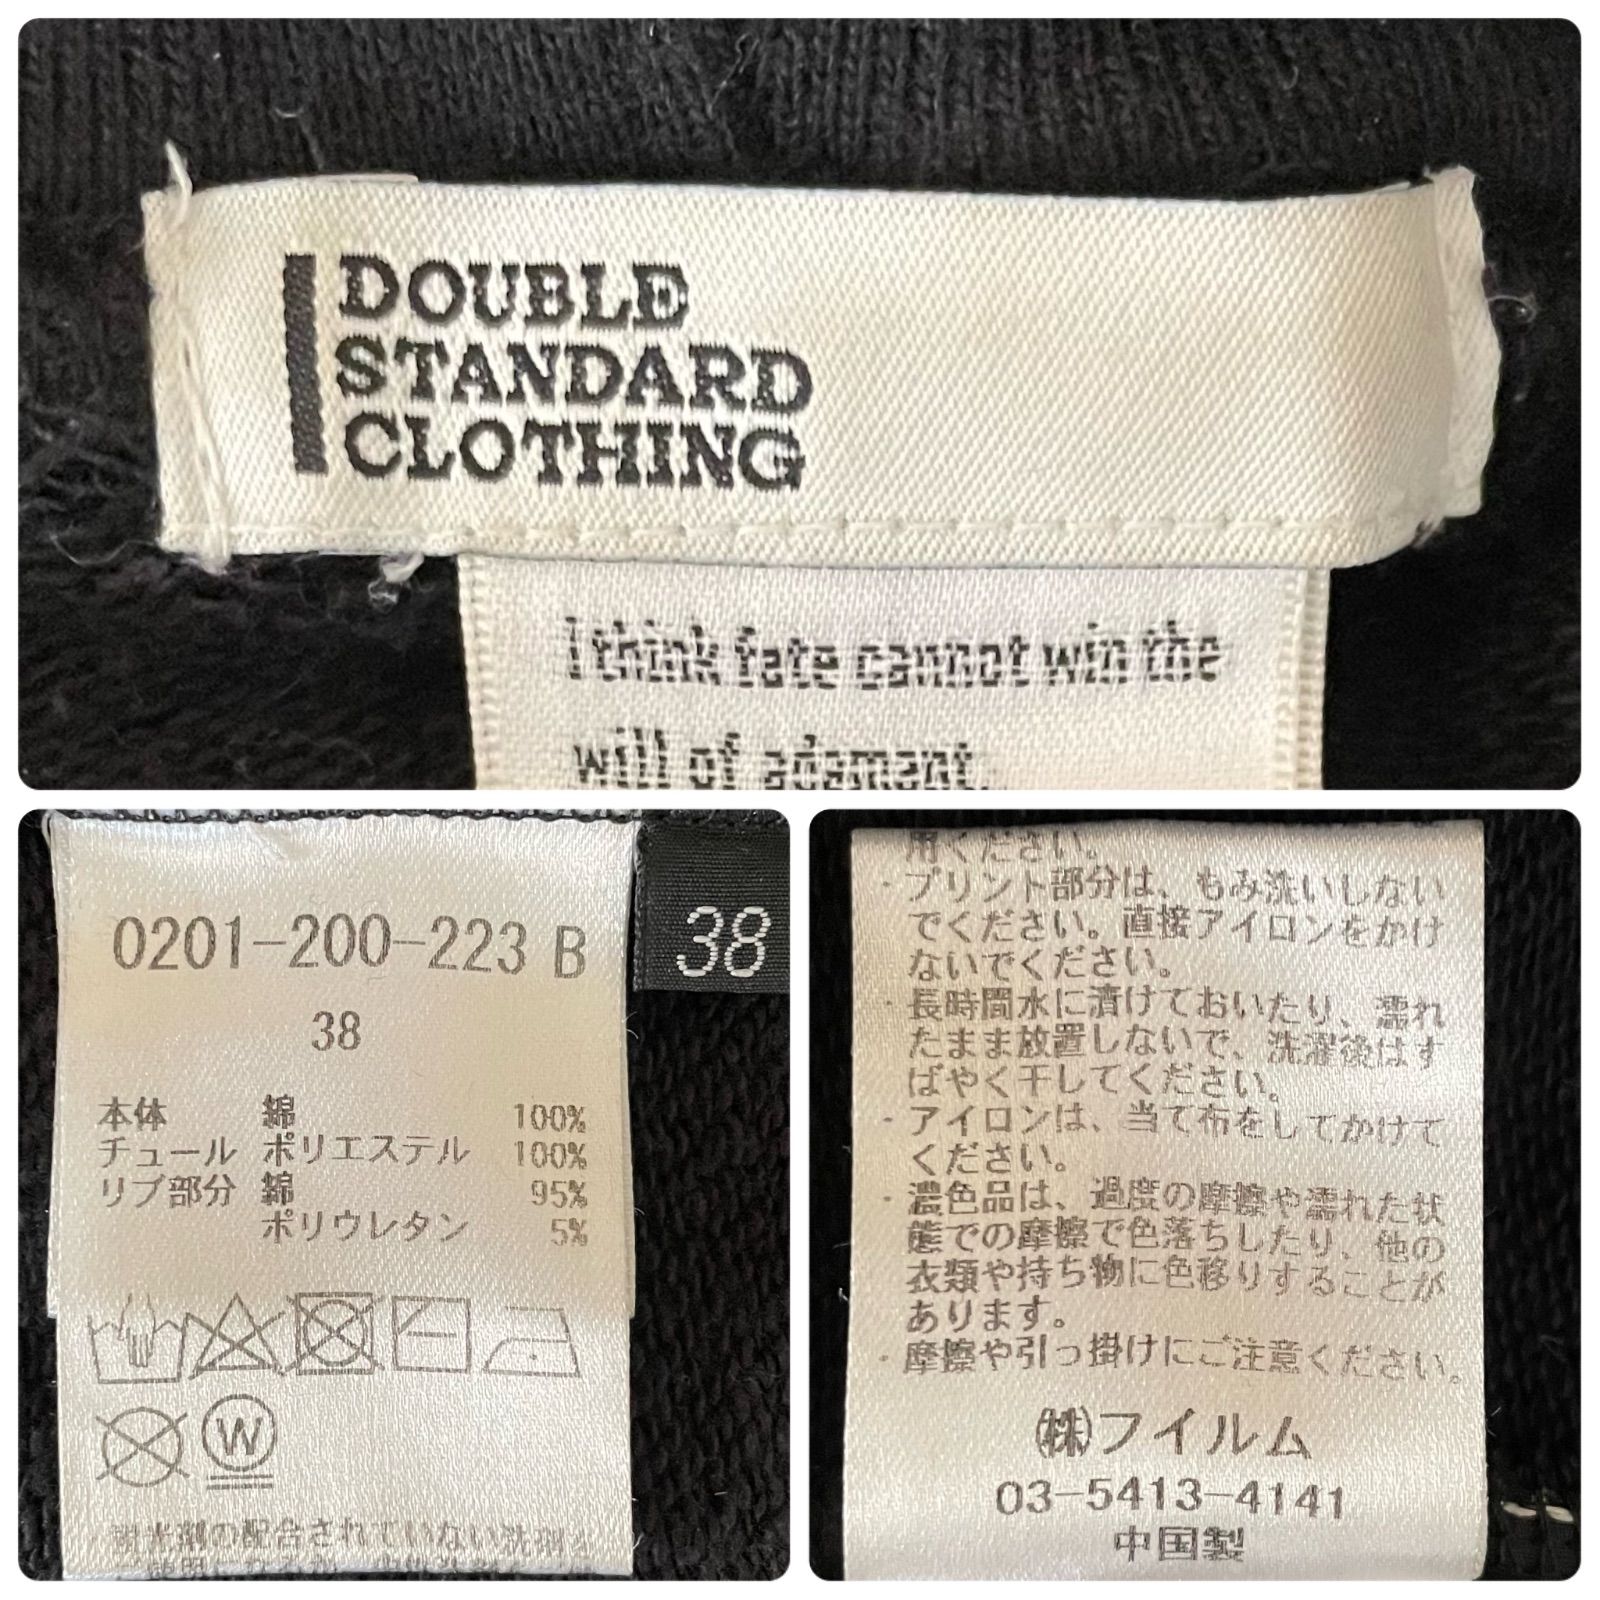 DOUBLE
STANDARD
CLOTHING
I think fate cannot win the
will of adamant.
0201-200-223 B
38
38
本体 綿 100%
チュール ポリエステル 100%
リブ部分 綿 95%
ポリウレタン 5%
W
蛍光剤の配合されていない洗剤を
用ください。
・プリント部分は、もみ洗いしない
でください。直接アイロンをかけ
ないでください。
・長時間水に漬けておいたり、濡れ
たまま放置しないで、洗濯後はす
ばやく干してください。
・アイロンは、当て布をしてかけて
ください。
・濃色品は、過度の摩擦や濡れた状
態での摩擦で色落ちしたり、他の
衣類や持ち物に色移りすることが
あります。
・摩擦や引っ掛けにご注意ください。
㈱フイルム
03-5413-4141
中国製